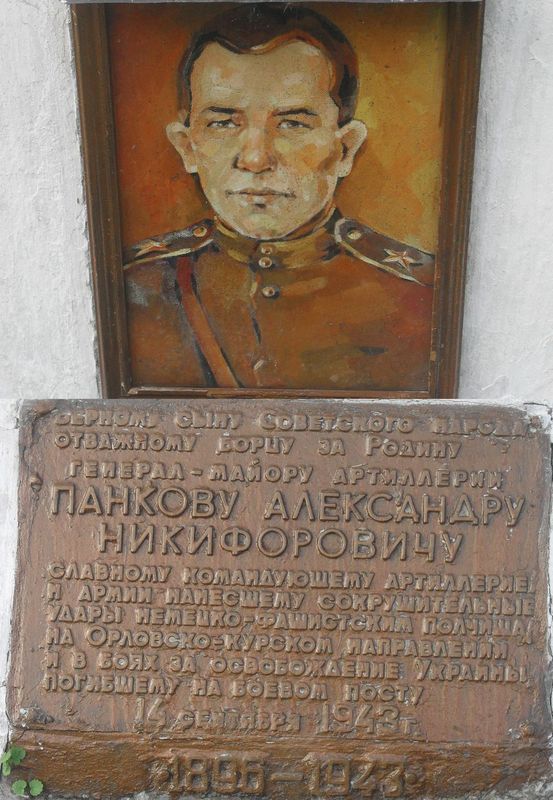 ВЕРНОМУ СЫНУ СОВЕТСКОГО НАРОДА
ОТВАЖНОМУ БОРЦУ ЗА РОДИНУ
ГЕНЕРАЛ-МАЙОРУ АРТИЛЛЕРИИ
ПАНКОВУ АЛЕКСАНДРУ
НИКИФОРОВИЧУ
СЛАВНОМУ КОМАНДУЮЩЕМУ АРТИЛЛЕРИЕ
АРМИИ-НАНЕСШЕМУ СОКРУШИТЕЛЬНЫЕ
УДАРЫ НЕМЕЦКО-ФАШИСТСКИМ ПОЛЧИЩА
НА ОРЛОВСКО-КУРСКОМ НАПРАВЛЕНИИ
И В БОЯХ ЗА ОСВОБОЖДЕНИЕ УКРАИНЫ
ПОГИБШЕМУ НА БОЕВОМ ПОСТУ
14 СЕНТЯБРЯ 1943 Г.
1896-1943